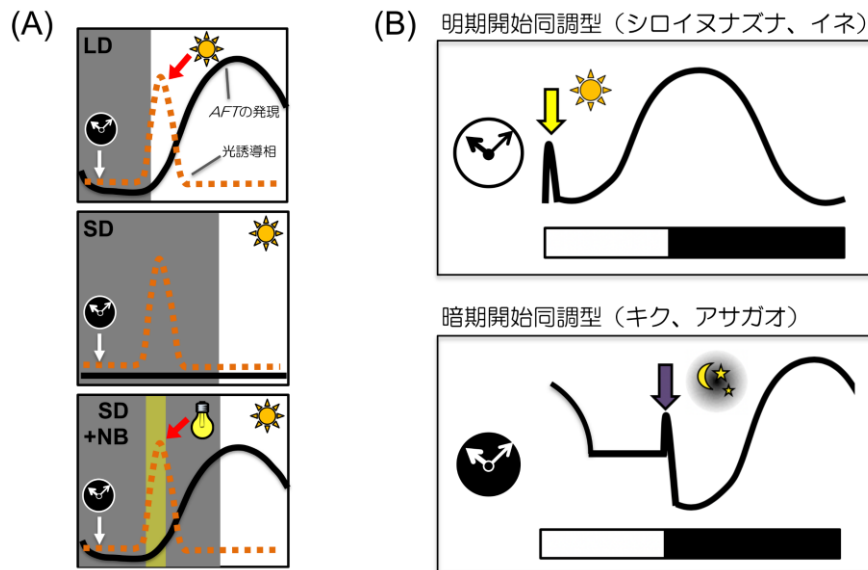 (A)
LD
AFTの発現
光誘導相
SD
SD
+NB
(B)
明期開始同調型（シロイヌナズナ、イネ）
暗期開始同調型（キク、アサガオ）